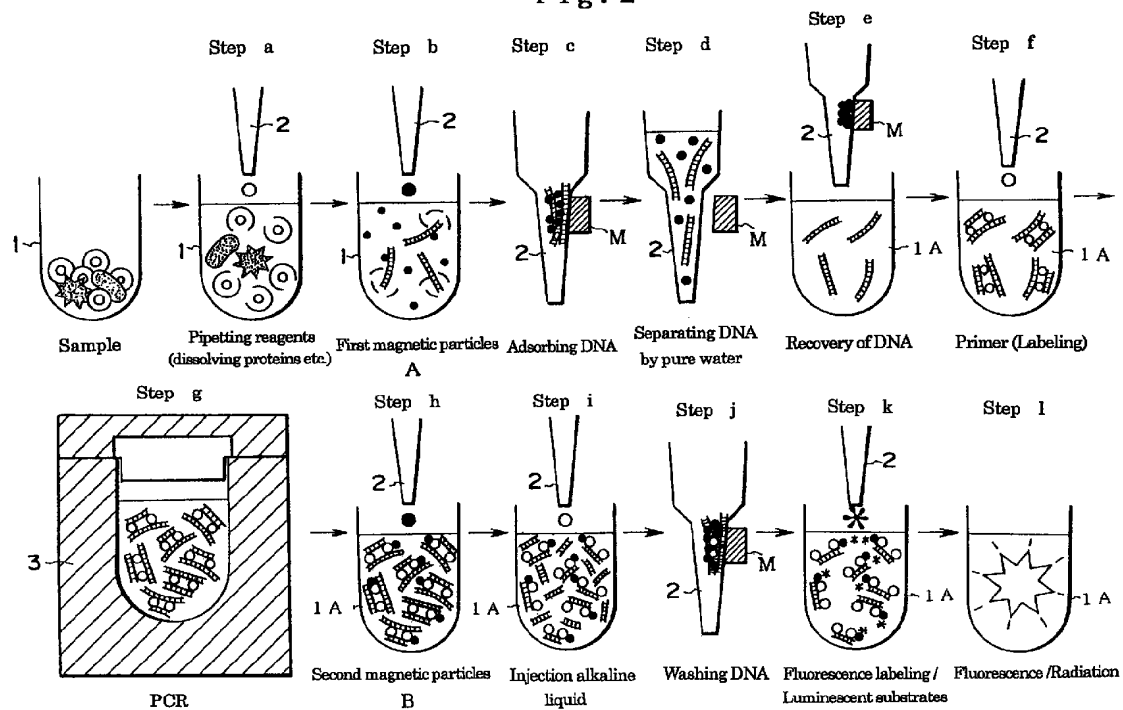 Fig. 2
Step a
Step b
Step c
Step d
Step e
Step f
2
2
2
M
2
M
2
M
2
1
1
1
1 A
1 A
Sample
Pipetting reagents
(dissolving proteins etc.)
First magnetic particles
A
Adsorbing DNA
Separating DNA
by pure water
Recovery of DNA
Primer (Labeling)
Step g
Step h
Step i
Step j
Step k
Step l
3
2
2
2
M
2
1 A
1 A
1 A
1 A
PCR
Second magnetic particles
B
Injection alkaline
liquid
Washing DNA
Fluorescence labeling /
Luminescent substrates
Fluorescence /Radiation